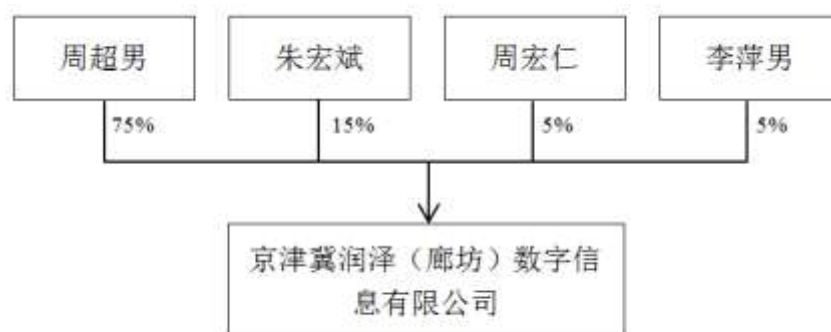 周超男
朱宏斌
周宏仁
李萍男
75%
15%
5%
5%
京津冀润泽（廊坊）数字信
息有限公司